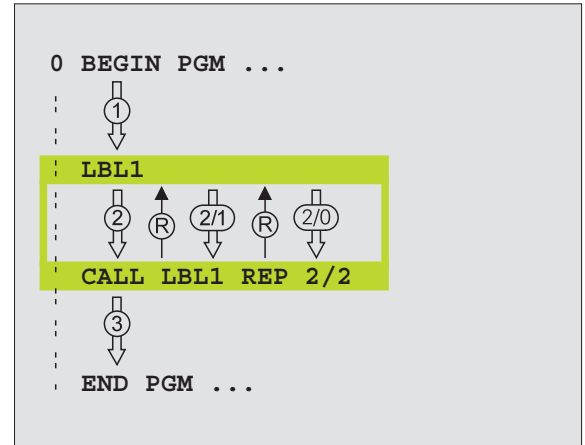 0 BEGIN PGM ...
1
LBL1
2 R 2/1 R 2/0
CALL LBL1 REP 2/2
3
END PGM ...